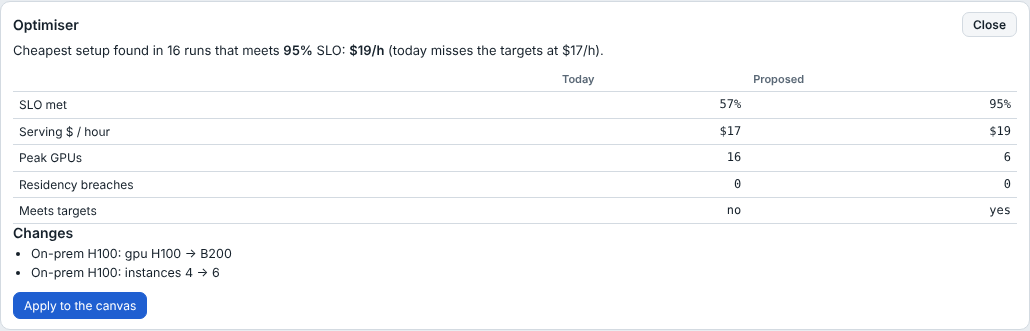 Optimiser
Close
Cheapest setup found in 16 runs that meets 95% SLO: $19/h (today misses the targets at $17/h).
Today Proposed
SLO met 57% 95%
Serving $ / hour $17 $19
Peak GPUs 16 6
Residency breaches 0 0
Meets targets no yes
Changes
• On-prem H100: gpu H100 → B200
• On-prem H100: instances 4 → 6
Apply to the canvas